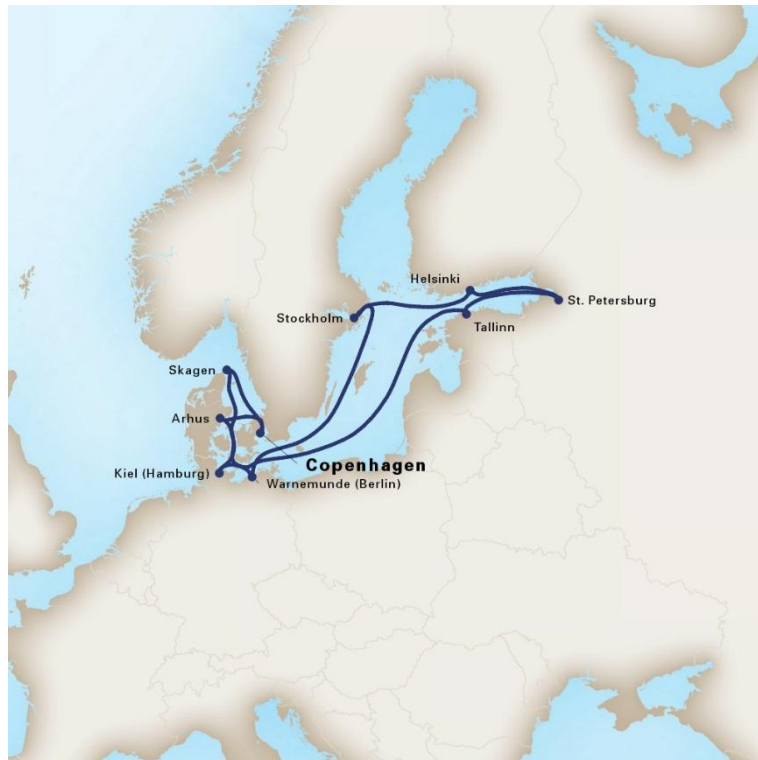 Helsinki
St. Petersburg
Stockholm
Tallinn
Skagen
Arhus
Copenhagen
Kiel (Hamburg)
Warnemunde (Berlin)